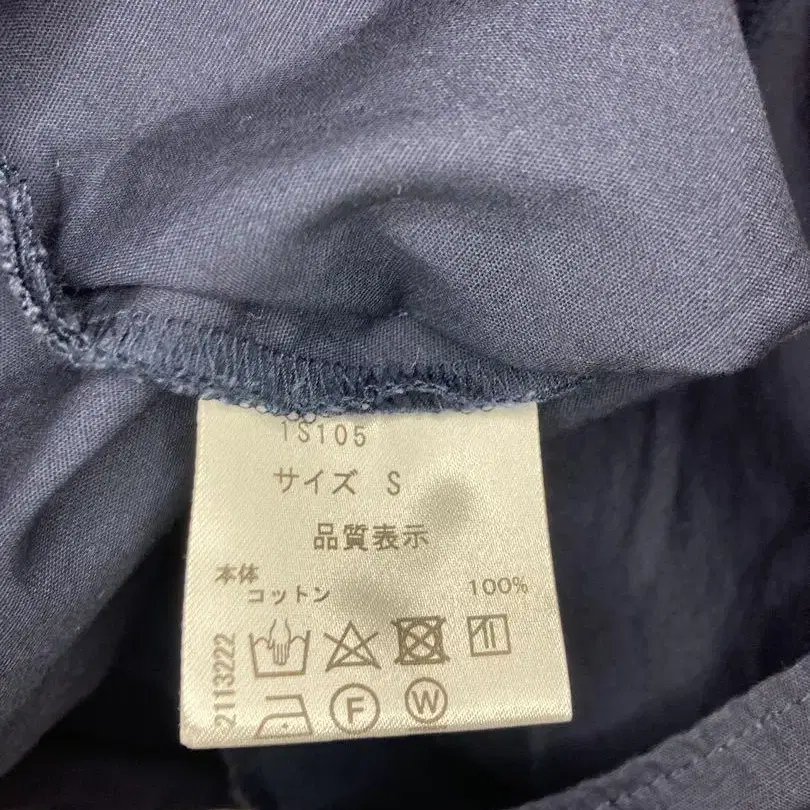 1S105
サイズ S
品質表示
本体
コットン 100%
2113222
F W